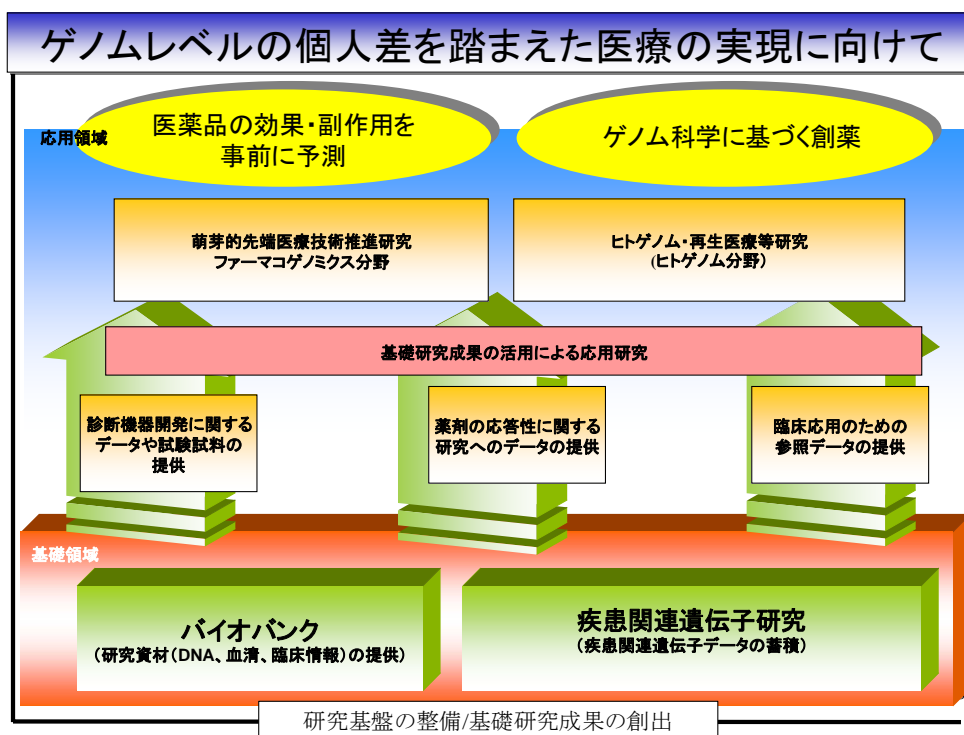 ゲノムレベルの個人差を踏まえた医療の実現に向けて
応用領域
医薬品の効果・副作用を
事前に予測
ゲノム科学に基づく創薬
萌芽的先端医療技術推進研究
ファーマコゲノミクス分野
ヒトゲノム・再生医療等研究
(ヒトゲノム分野)
基礎研究成果の活用による応用研究
診断機器開発に関する
データや試験試料の
提供
薬剤の応答性に関する
研究へのデータの提供
臨床応用のための
参照データの提供
基礎領域
バイオバンク
(研究資材(DNA、血清、臨床情報)の提供)
疾患関連遺伝子研究
(疾患関連遺伝子データの蓄積)
研究基盤の整備/基礎研究成果の創出